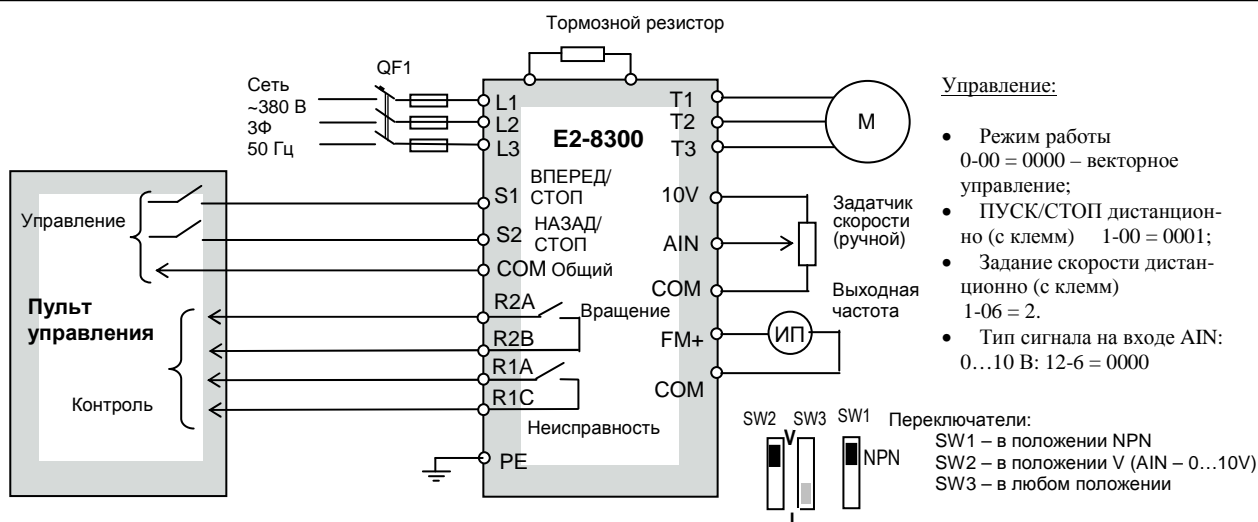 Тормозной резистор
QF1
Сеть
~380 В
3Ф
50 Гц
L1
L2
L3
E2-8300
T1
T2
T3
М
ВПЕРЕД/
СТОП
S1
НАЗАД/
СТОП
S2
COM Общий
10V
AIN
COM
Задатчик
скорости
(ручной)
Управление
Пульт
управления
Контроль
R2A
Вращение
R2B
R1A
R1C
Неисправность
PE
Выходная
частота
FM+
ИП
COM
Управление:
• Режим работы
0-00 = 0000 – векторное
управление;
• ПУСК/СТОП дистанцион-
но (с клемм) 1-00 = 0001;
• Задание скорости дистан-
ционно (с клемм)
1-06 = 2.
• Тип сигнала на входе AIN:
0…10 В: 12-6 = 0000
SW2 SW3 SW1
V
NPN
I
Переключатели:
SW1 – в положении NPN
SW2 – в положении V (AIN – 0…10V)
SW3 – в любом положении